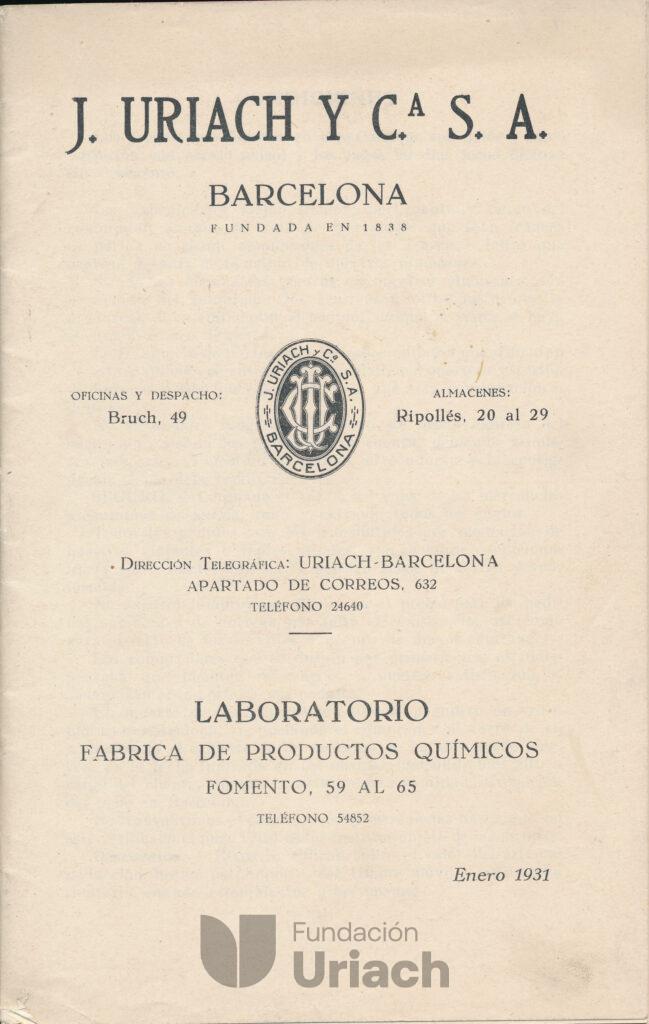 J. URIACH Y C.ᴬ S. A.
BARCELONA
FUNDADA EN 1838
OFICINAS Y DESPACHO:
Bruch, 49
J. URIACH y Cª S. A.
BARCELONA
ALMACENES:
Ripollés, 20 al 29
Dirección Telegráfica: URIACH-BARCELONA
APARTADO DE CORREOS, 632
TELÉFONO 24640
LABORATORIO
FABRICA DE PRODUCTOS QUÍMICOS
FOMENTO, 59 AL 65
TELÉFONO 54852
Enero 1931
Fundación
Uriach